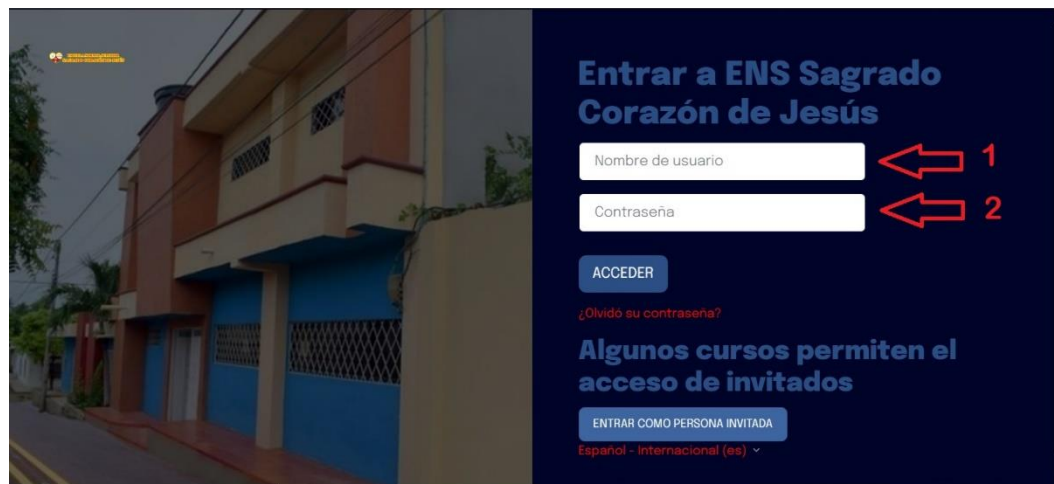 Entrar a ENS Sagrado
Corazón de Jesús
Nombre de usuario
1
Contraseña
2
ACCEDER
¿Olvidó su contraseña?
Algunos cursos permiten el
acceso de invitados
ENTRAR COMO PERSONA INVITADA
Español - Internacional (es)